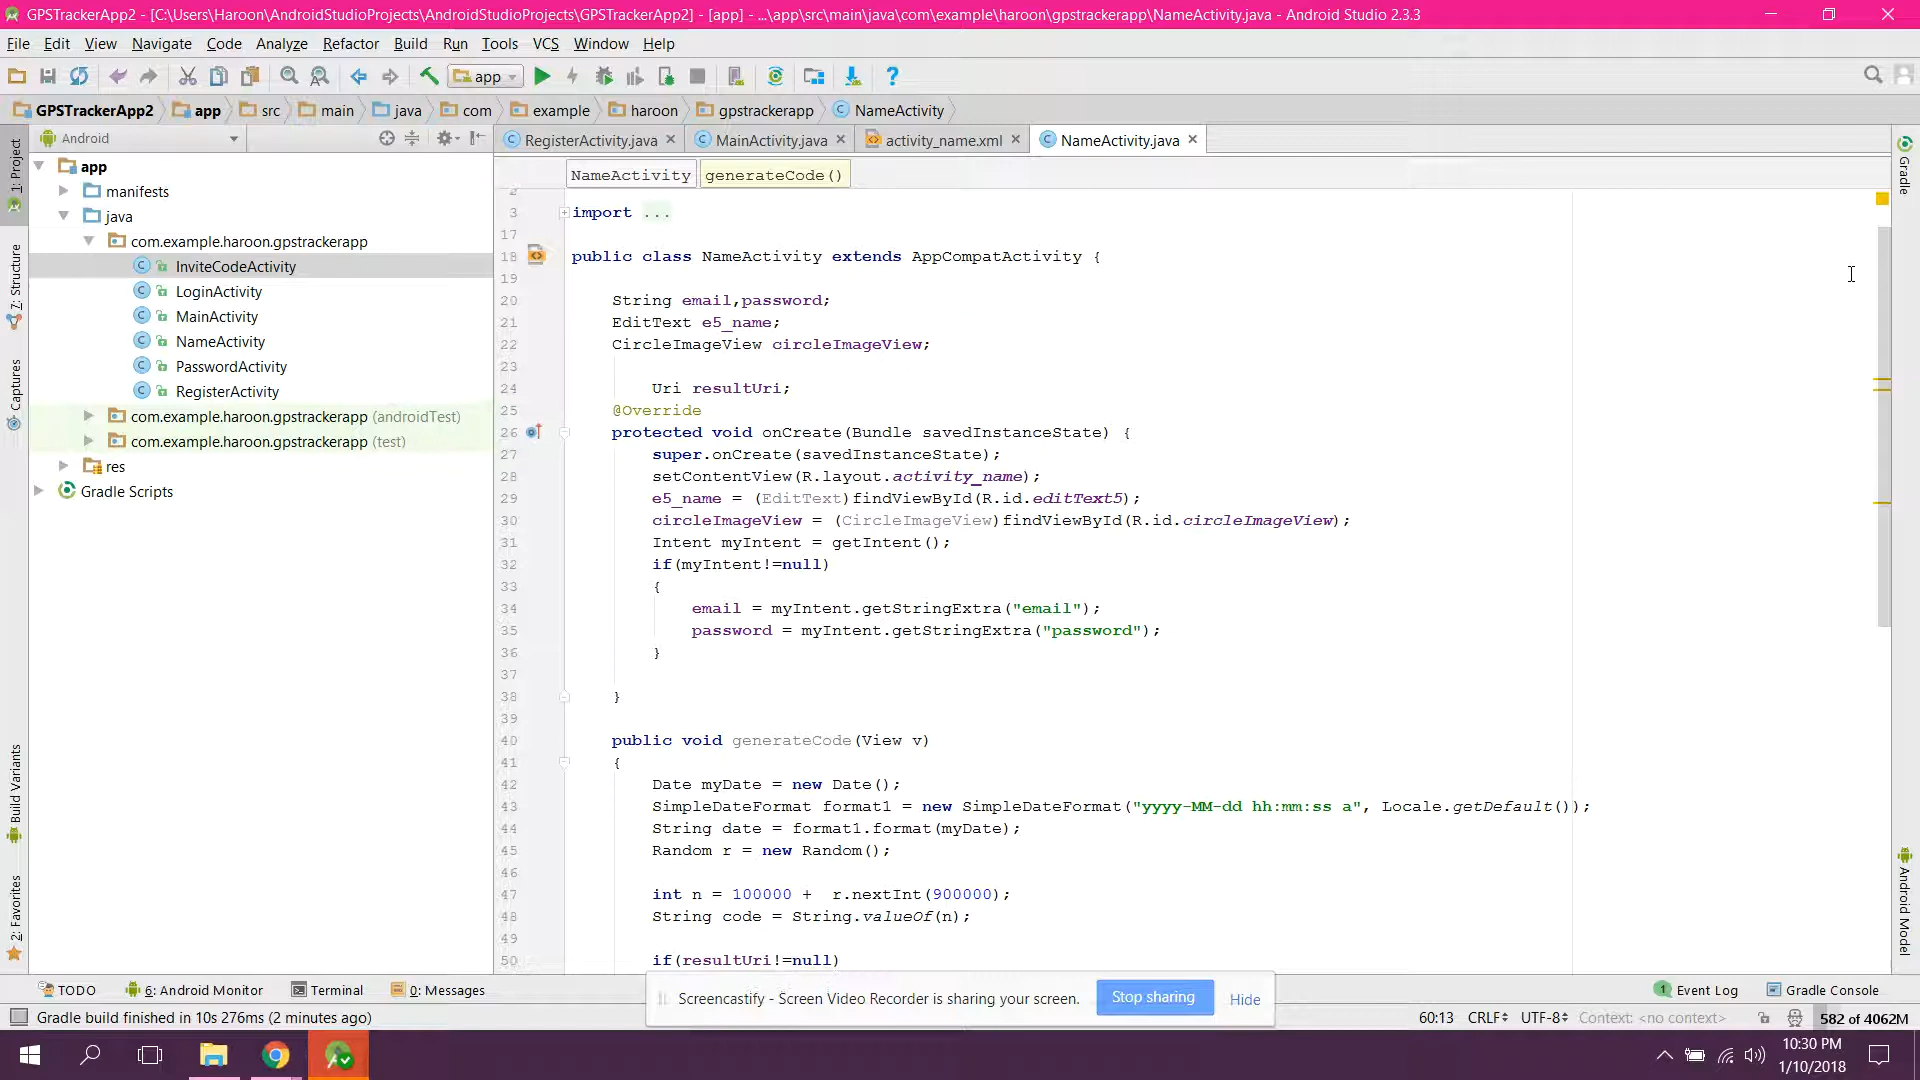 GPSTrackerApp2 - [C:\Users\Haroon\AndroidStudioProjects\AndroidStudioProjects\GPSTrackerApp2] - [app] - ...\app\src\main\java\com\example\haroon\gpstrackerapp\NameActivity.java - Android Studio 2.3.3
File Edit View Navigate Code Analyze Refactor Build Run Tools VCS Window Help
app
GPSTrackerApp2 app src main java com example haroon gpstrackerapp NameActivity
Android
RegisterActivity.java MainActivity.java activity_name.xml NameActivity.java
NameActivity generateCode()
1: Project
7: Structure
Captures
Build Variants
2: Favorites
app
manifests
java
com.example.haroon.gpstrackerapp
InviteCodeActivity
LoginActivity
MainActivity
NameActivity
PasswordActivity
RegisterActivity
com.example.haroon.gpstrackerapp (androidTest)
com.example.haroon.gpstrackerapp (test)
res
Gradle Scripts
2
3 import ...
17
18 public class NameActivity extends AppCompatActivity {
19
20 String email,password;
21 EditText e5_name;
22 CircleImageView circleImageView;
23
24 Uri resultUri;
25 @Override
26 protected void onCreate(Bundle savedInstanceState) {
27 super.onCreate(savedInstanceState);
28 setContentView(R.layout.activity_name);
29 e5_name = (EditText)findViewById(R.id.editText5);
30 circleImageView = (CircleImageView)findViewById(R.id.circleImageView);
31 Intent myIntent = getIntent();
32 if(myIntent!=null)
33 {
34 email = myIntent.getStringExtra("email");
35 password = myIntent.getStringExtra("password");
36 }
37
38 }
39
40 public void generateCode(View v)
41 {
42 Date myDate = new Date();
43 SimpleDateFormat format1 = new SimpleDateFormat("yyyy-MM-dd hh:mm:ss a", Locale.getDefault());
44 String date = format1.format(myDate);
45 Random r = new Random();
46
47 int n = 100000 + r.nextInt(900000);
48 String code = String.valueOf(n);
49
50 if(resultUri!=null)
Gradle
Android Model
TODO 6: Android Monitor Terminal 0: Messages
Screencastify - Screen Video Recorder is sharing your screen. Stop sharing Hide
1 Event Log Gradle Console
Gradle build finished in 10s 276ms (2 minutes ago)
60:13 CRLF UTF-8 Context: <no context> 582 of 4062M
10:30 PM
1/10/2018